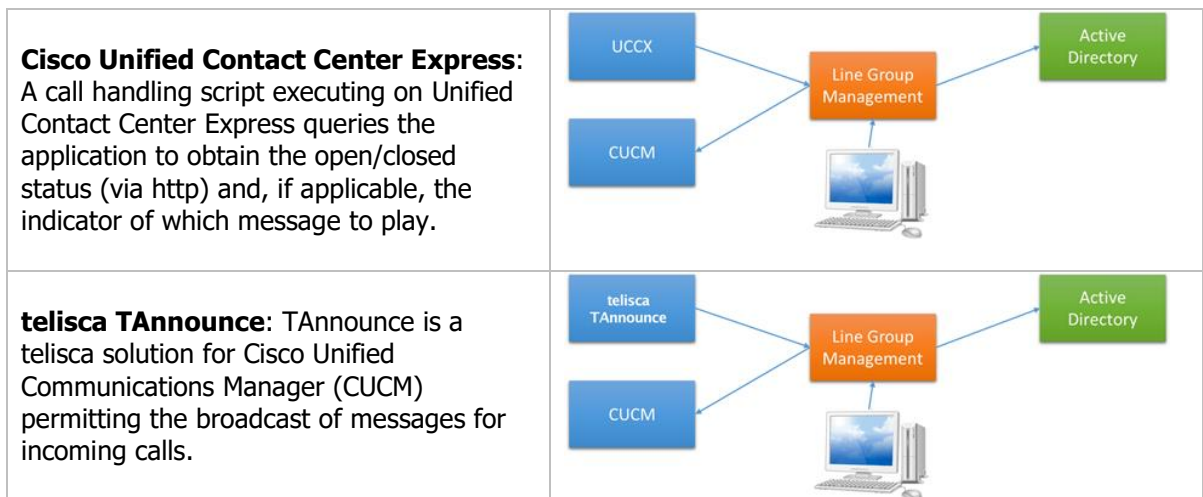 Cisco Unified Contact Center Express:
A call handling script executing on Unified
Contact Center Express queries the
application to obtain the open/closed
status (via http) and, if applicable, the
indicator of which message to play.
UCCX
CUCM
Line Group
Management
Active
Directory
telisca TAnnounce: TAnnounce is a
telisca solution for Cisco Unified
Communications Manager (CUCM)
permitting the broadcast of messages for
incoming calls.
telisca
TAnnounce
CUCM
Line Group
Management
Active
Directory